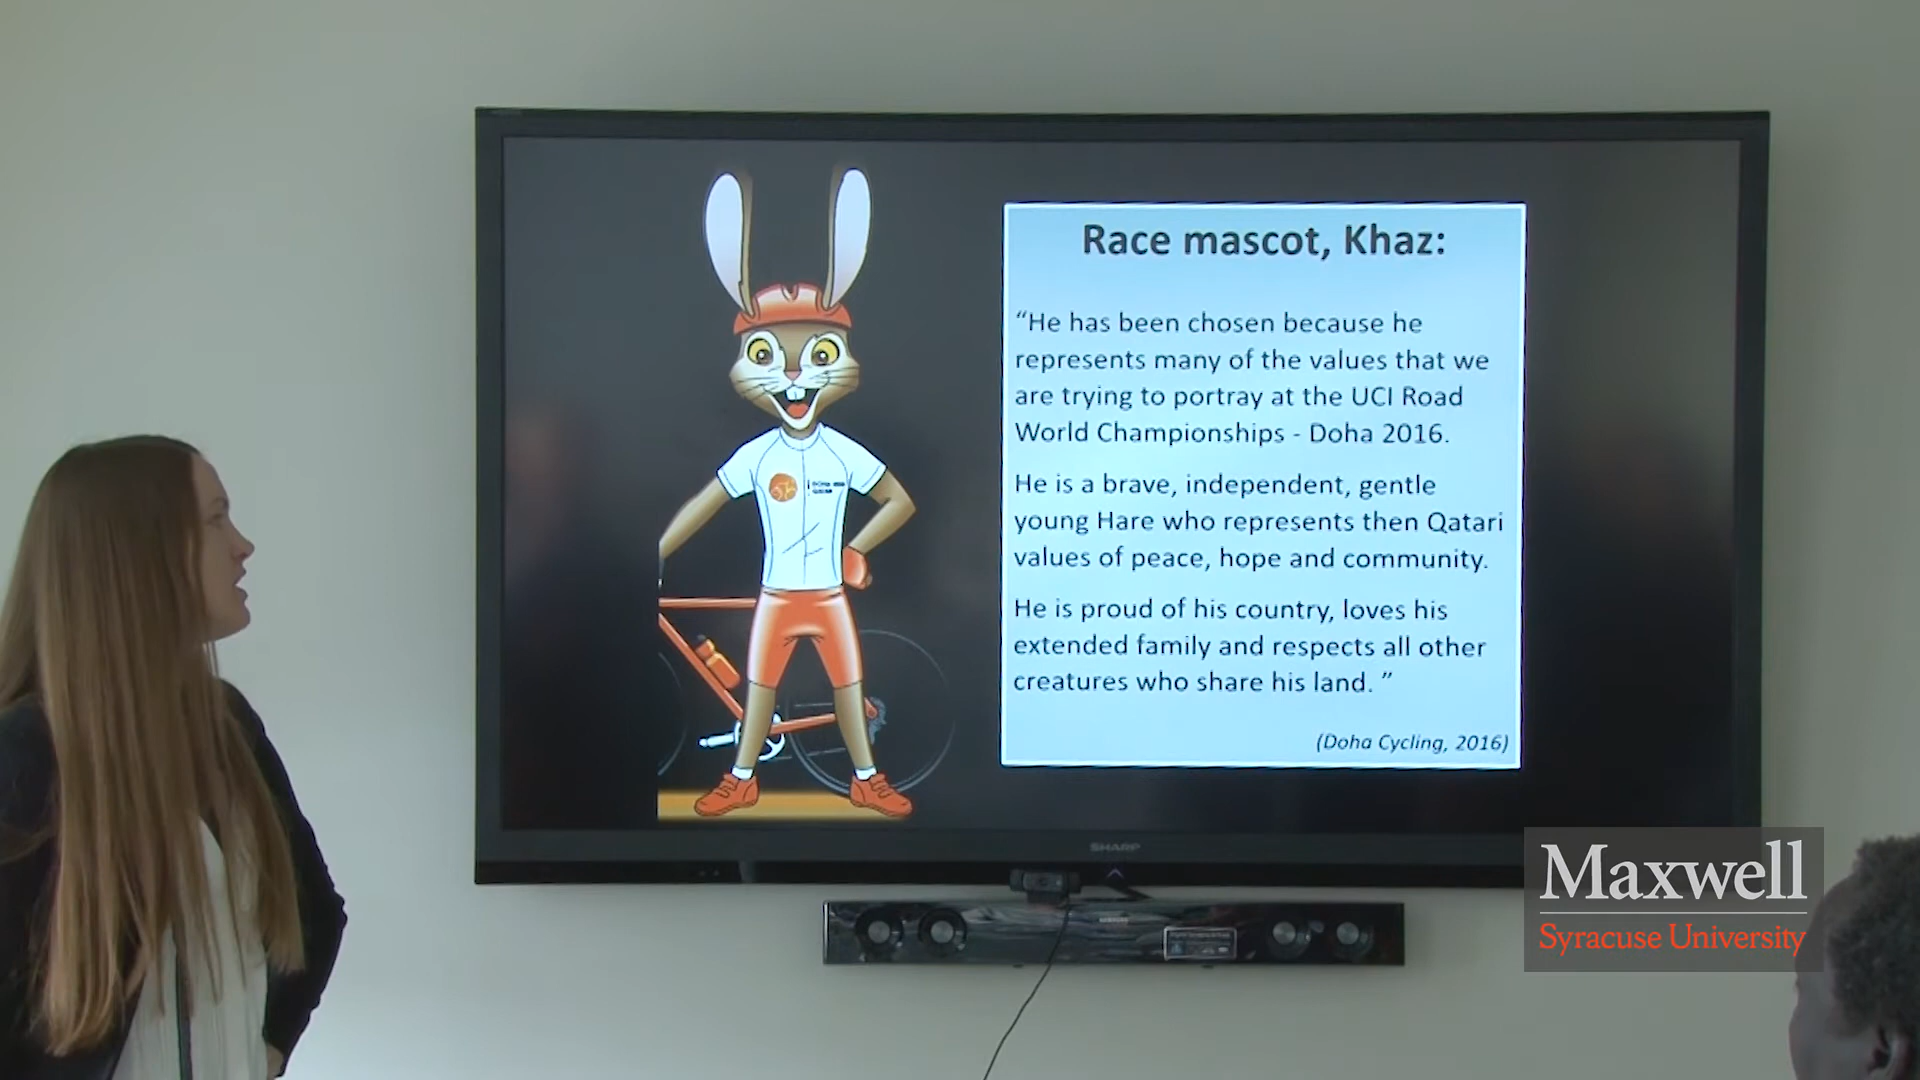 Race mascot, Khaz:
“He has been chosen because he
represents many of the values that we
are trying to portray at the UCI Road
World Championships - Doha 2016.
He is a brave, independent, gentle
young Hare who represents then Qatari
values of peace, hope and community.
He is proud of his country, loves his
extended family and respects all other
creatures who share his land. ”
(Doha Cycling, 2016)
SHARP
Maxwell
Syracuse University